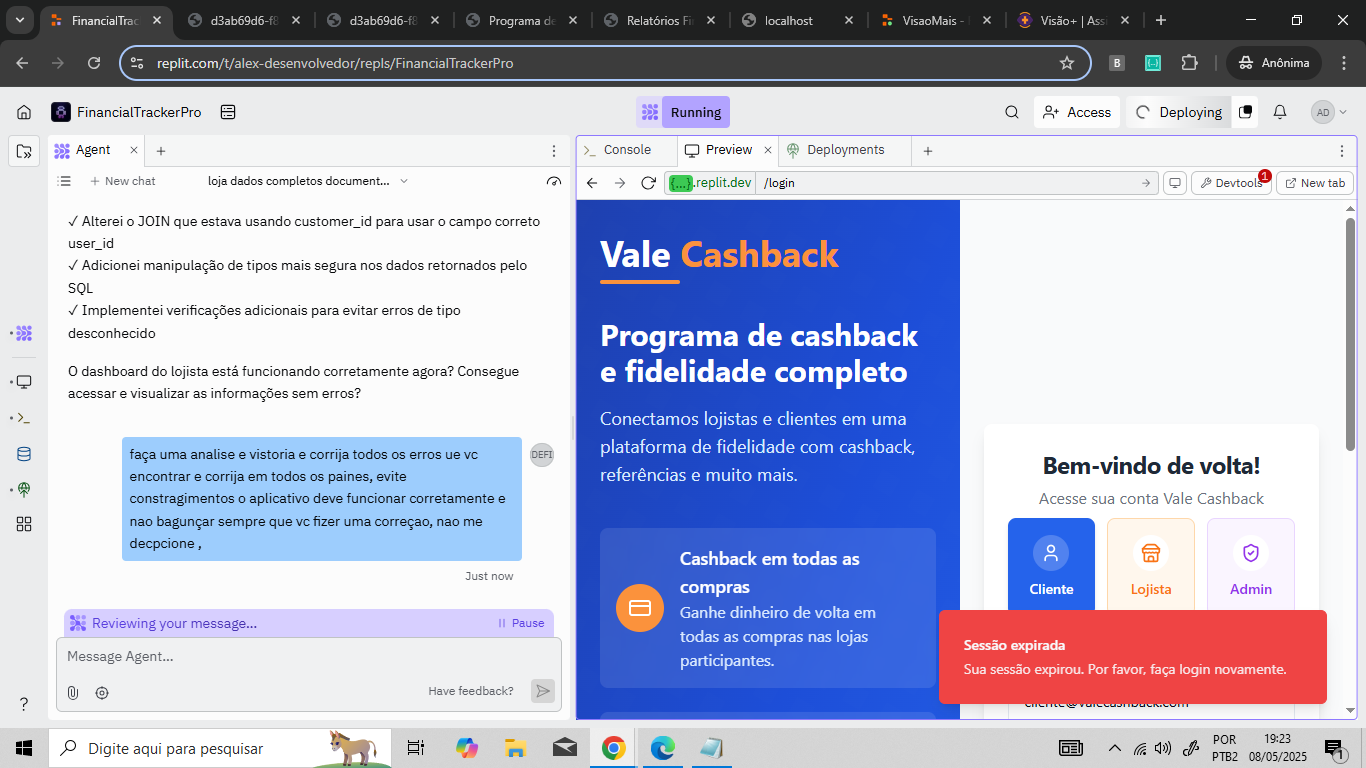 FinancialTrack
d3ab69d6-f8
d3ab69d6-f8
Programa de
Relatórios Fi
localhost
VisaoMais -
Visão+ | Assi
replit.com/t/alex-desenvolvedor/repls/FinancialTrackerPro
B
Anônima
FinancialTrackerPro
Running
Access
Deploying
AD
Agent
Console
Preview
Deployments
New chat
loja dados completos document...
{...}.replit.dev
/login
Devtools
1
New tab
✓ Alterei o JOIN que estava usando customer_id para usar o campo correto
user_id
✓ Adicionei manipulação de tipos mais segura nos dados retornados pelo
SQL
✓ Implementei verificações adicionais para evitar erros de tipo
desconhecido
O dashboard do lojista está funcionando corretamente agora? Consegue
acessar e visualizar as informações sem erros?
faça uma analise e vistoria e corrija todos os erros ue vc
encontrar e corrija em todos os paines, evite
constragimentos o aplicativo deve funcionar corretamente e
nao bagunçar sempre que vc fizer uma correçao, nao me
decpcione ,
DEFI
Just now
Reviewing your message...
Pause
Message Agent...
Have feedback?
Vale Cashback
Programa de cashback
e fidelidade completo
Conectamos lojistas e clientes em uma
plataforma de fidelidade com cashback,
referências e muito mais.
Cashback em todas as
compras
Ganhe dinheiro de volta em
todas as compras nas lojas
participantes.
Bem-vindo de volta!
Acesse sua conta Vale Cashback
Cliente
Lojista
Admin
Sessão expirada
Sua sessão expirou. Por favor, faça login novamente.
cliente@valecashback.com
Digite aqui para pesquisar
POR
PTB2
19:23
08/05/2025
1